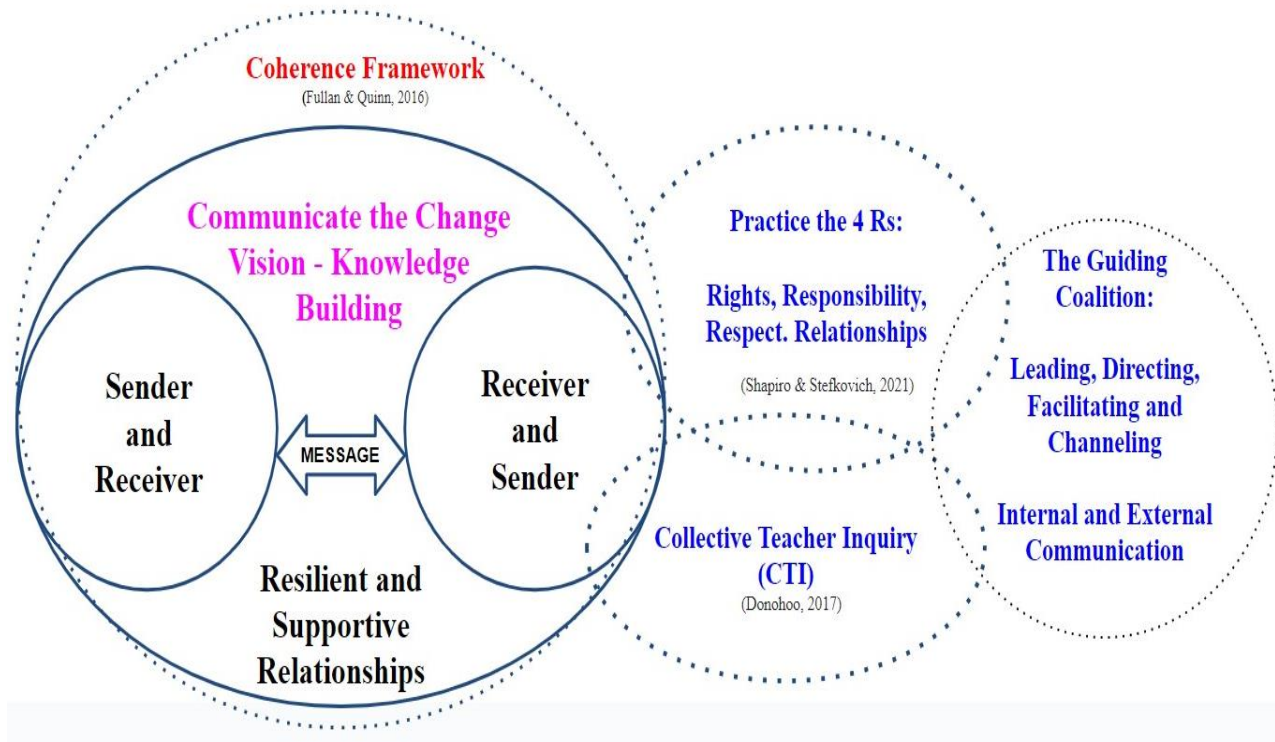 Coherence Framework
(Fullan & Quinn, 2016)
Communicate the Change
Vision - Knowledge
Building
Sender
and
Receiver
MESSAGE
Receiver
and
Sender
Resilient and
Supportive
Relationships
Practice the 4 Rs:
Rights, Responsibility,
Respect. Relationships
(Shapiro & Stefkovich, 2021)
Collective Teacher Inquiry
(CTI)
(Donohoo, 2017)
The Guiding
Coalition:
Leading, Directing,
Facilitating and
Channeling
Internal and External
Communication